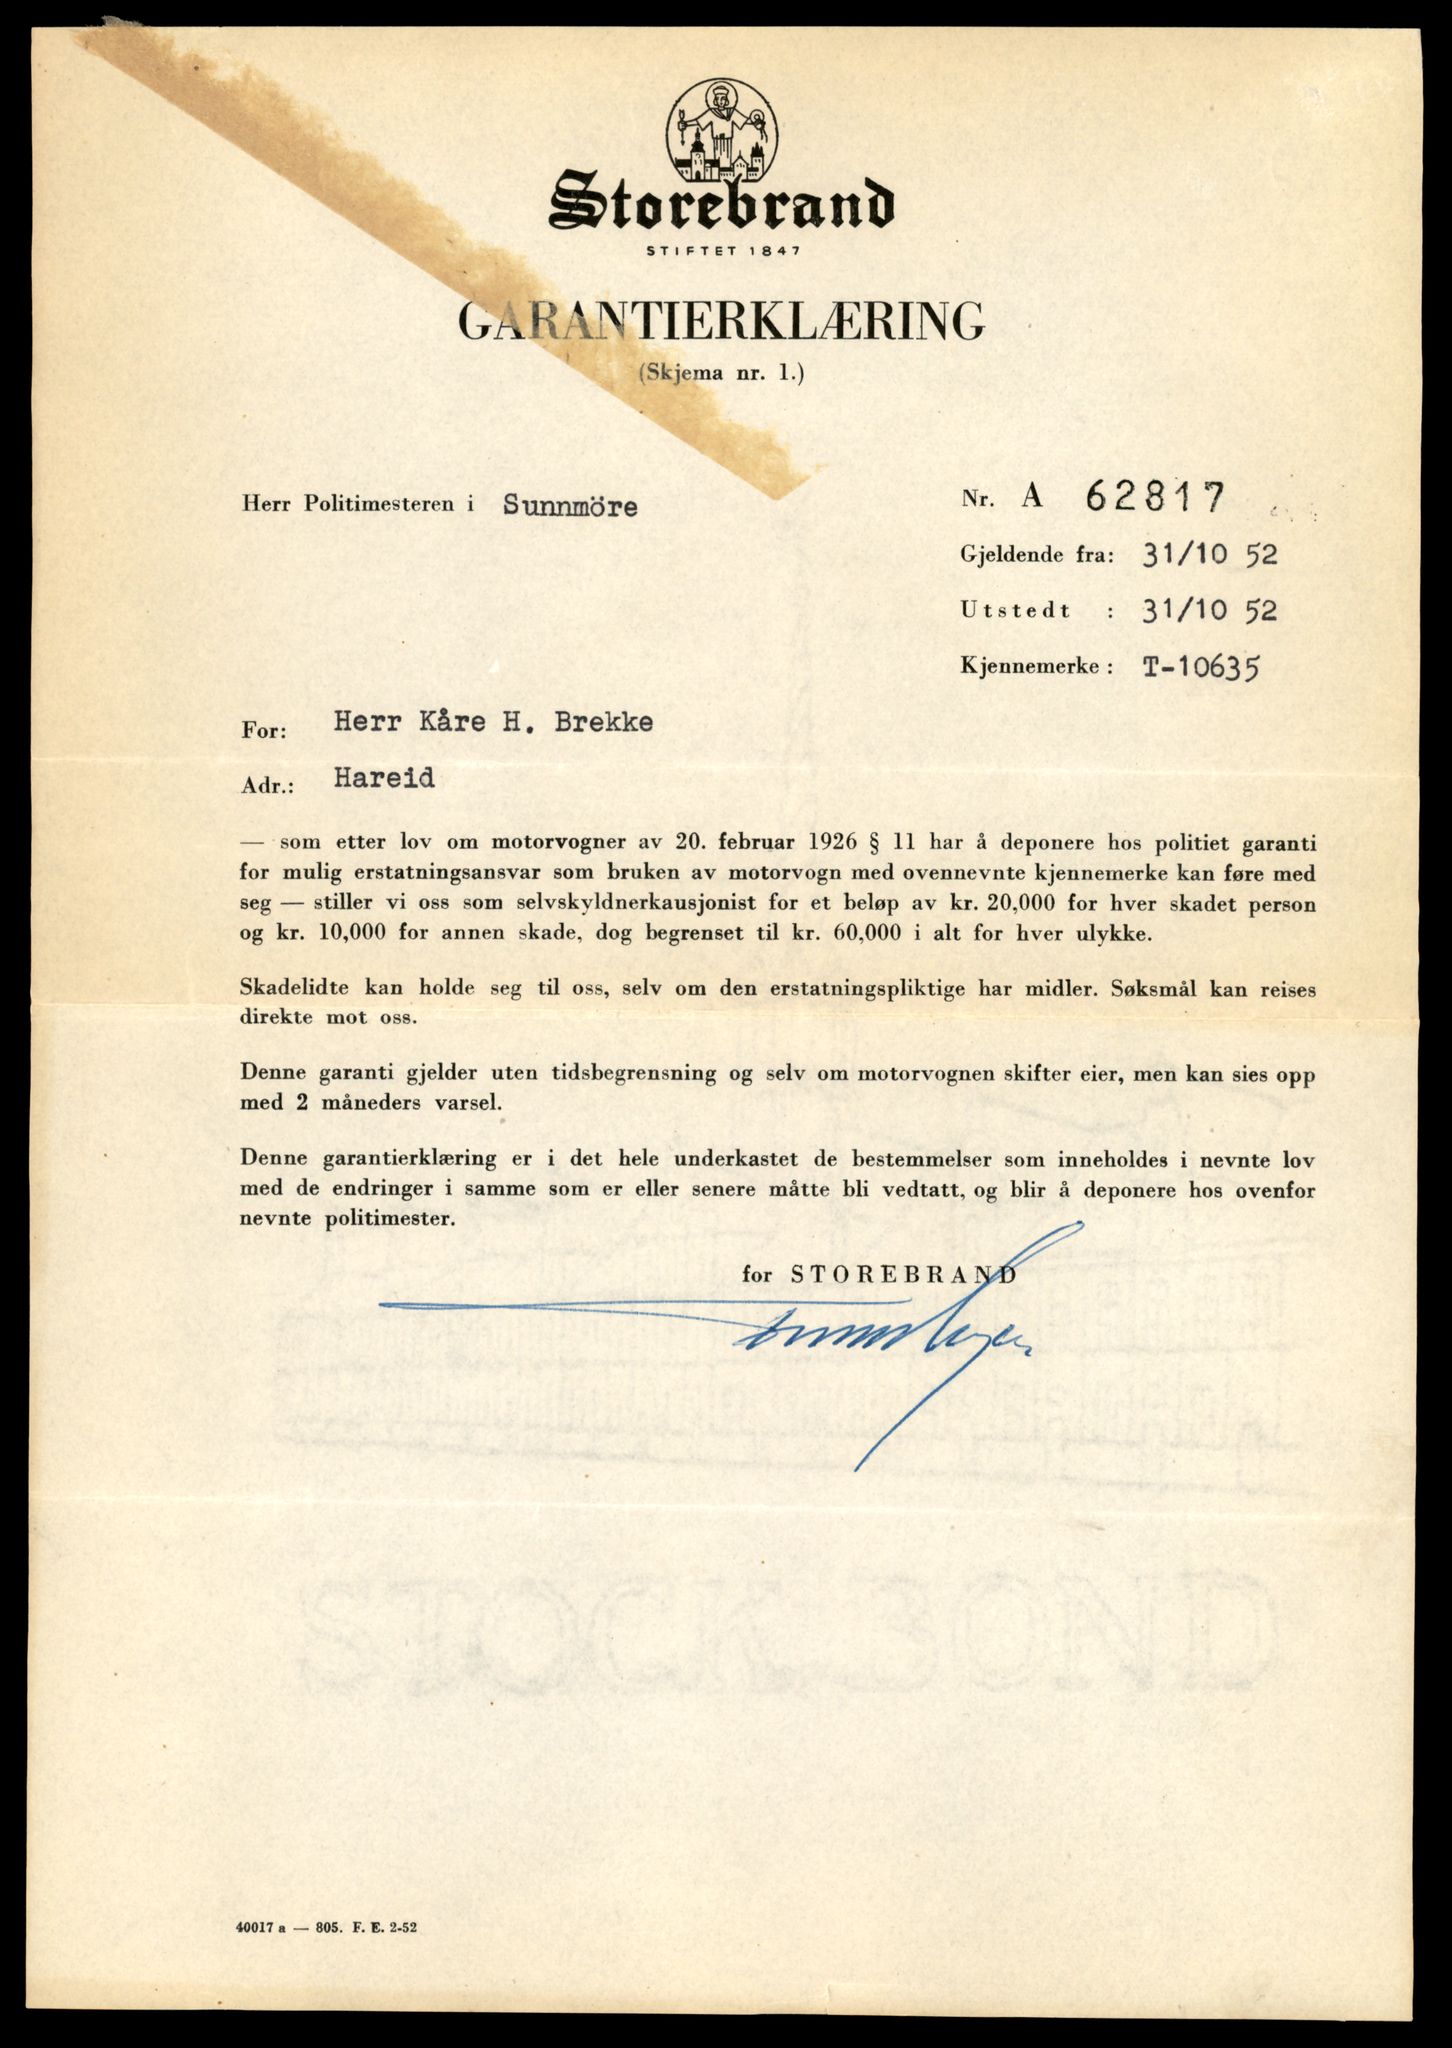 Storebrand
STIFTET 1847
GARANTIERKLÆRING
(Skjema nr. 1.)
Herr Politimesteren i Sunnmöre
Nr. A 62817
Gjeldende fra: 31/10 52
Utstedt : 31/10 52
Kjennemerke: T-10635
For: Herr Kåre H. Brekke
Adr.: Hareid
— som etter lov om motorvogner av 20. februar 1926 § 11 har å deponere hos politiet garanti
for mulig erstatningsansvar som bruken av motorvogn med ovennevnte kjennemerke kan føre med
seg — stiller vi oss som selvskyldnerkausjonist for et beløp av kr. 20,000 for hver skadet person
og kr. 10,000 for annen skade, dog begrenset til kr. 60,000 i alt for hver ulykke.
Skadelidte kan holde seg til oss, selv om den erstatningspliktige har midler. Søksmål kan reises
direkte mot oss.
Denne garanti gjelder uten tidsbegrensning og selv om motorvognen skifter eier, men kan sies opp
med 2 måneders varsel.
Denne garantierklæring er i det hele underkastet de bestemmelser som inneholdes i nevnte lov
med de endringer i samme som er eller senere måtte bli vedtatt, og blir å deponere hos ovenfor
nevnte politimester.
for STOREBRAND
40017 a — 805. F. E. 2-52